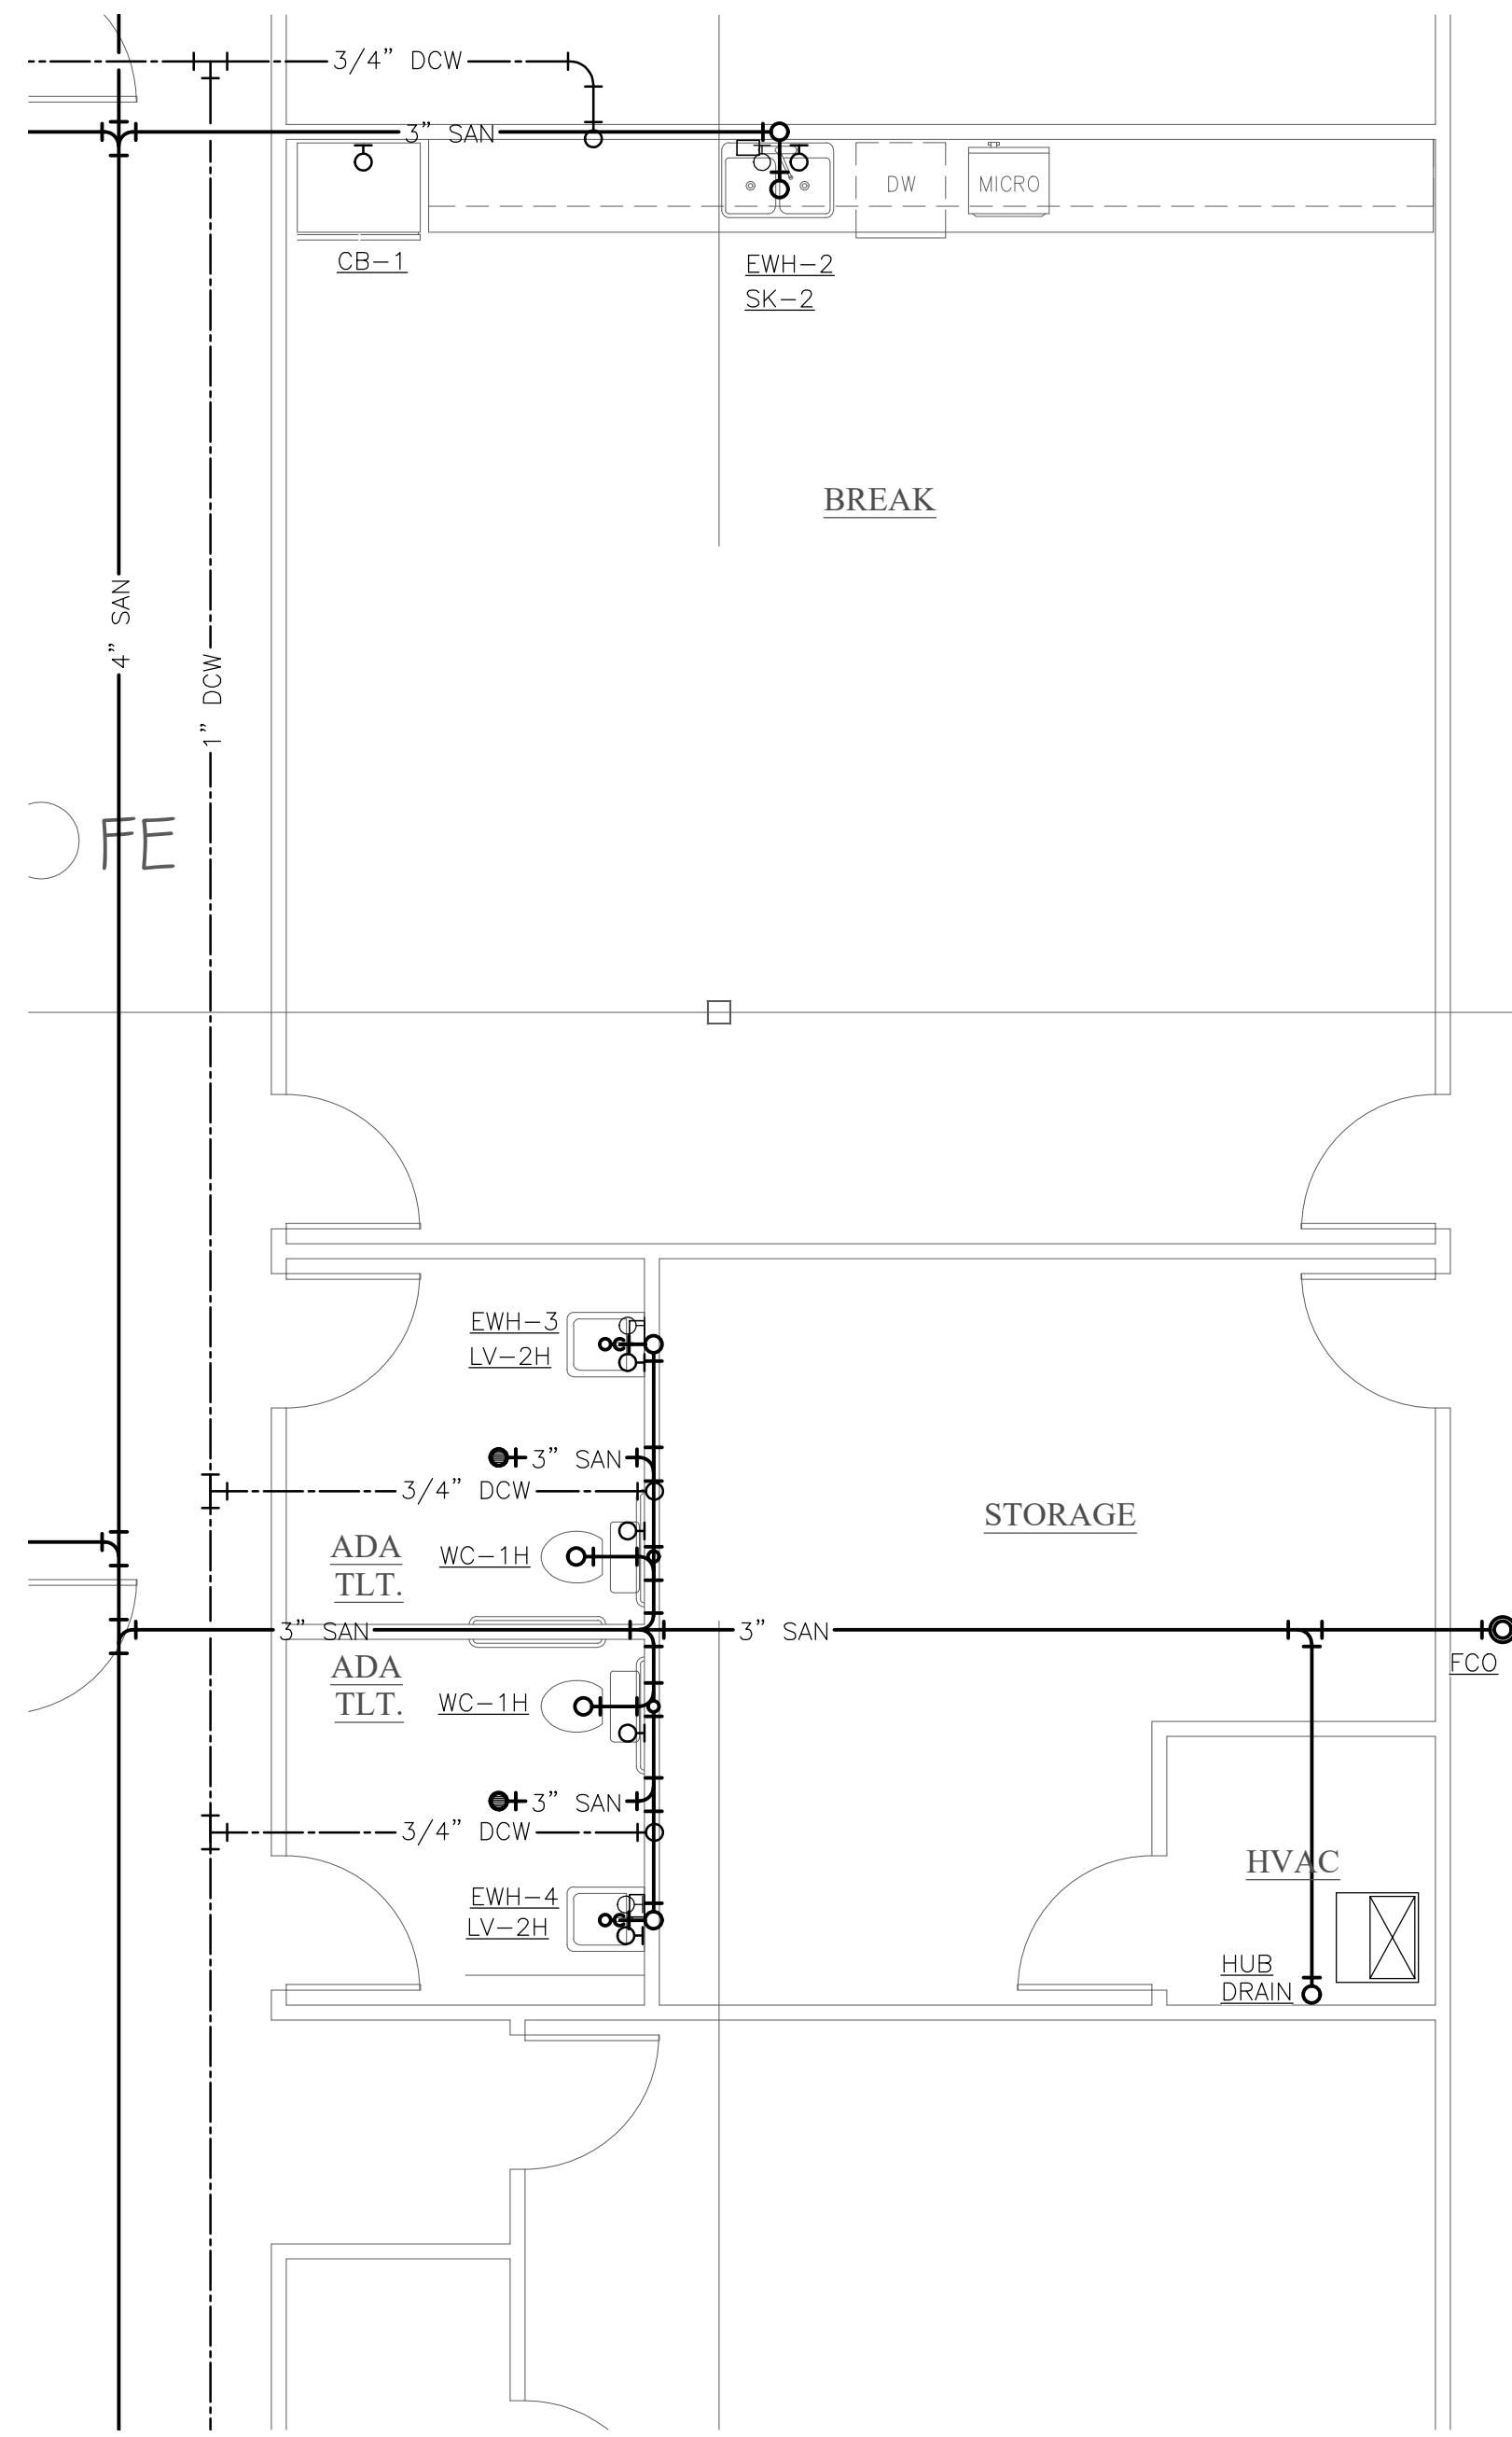 3/4” DCW
3” SAN
DW
MICRO
CB-1
EWH-2
SK-2
BREAK
4” SAN
1” DCW
FE
EWH-3
LV-2H
3” SAN
3/4” DCW
STORAGE
ADA
TLT.
WC-1H
3” SAN
3” SAN
FCO
ADA
TLT.
WC-1H
3” SAN
3/4” DCW
HVAC
EWH-4
LV-2H
HUB
DRAIN